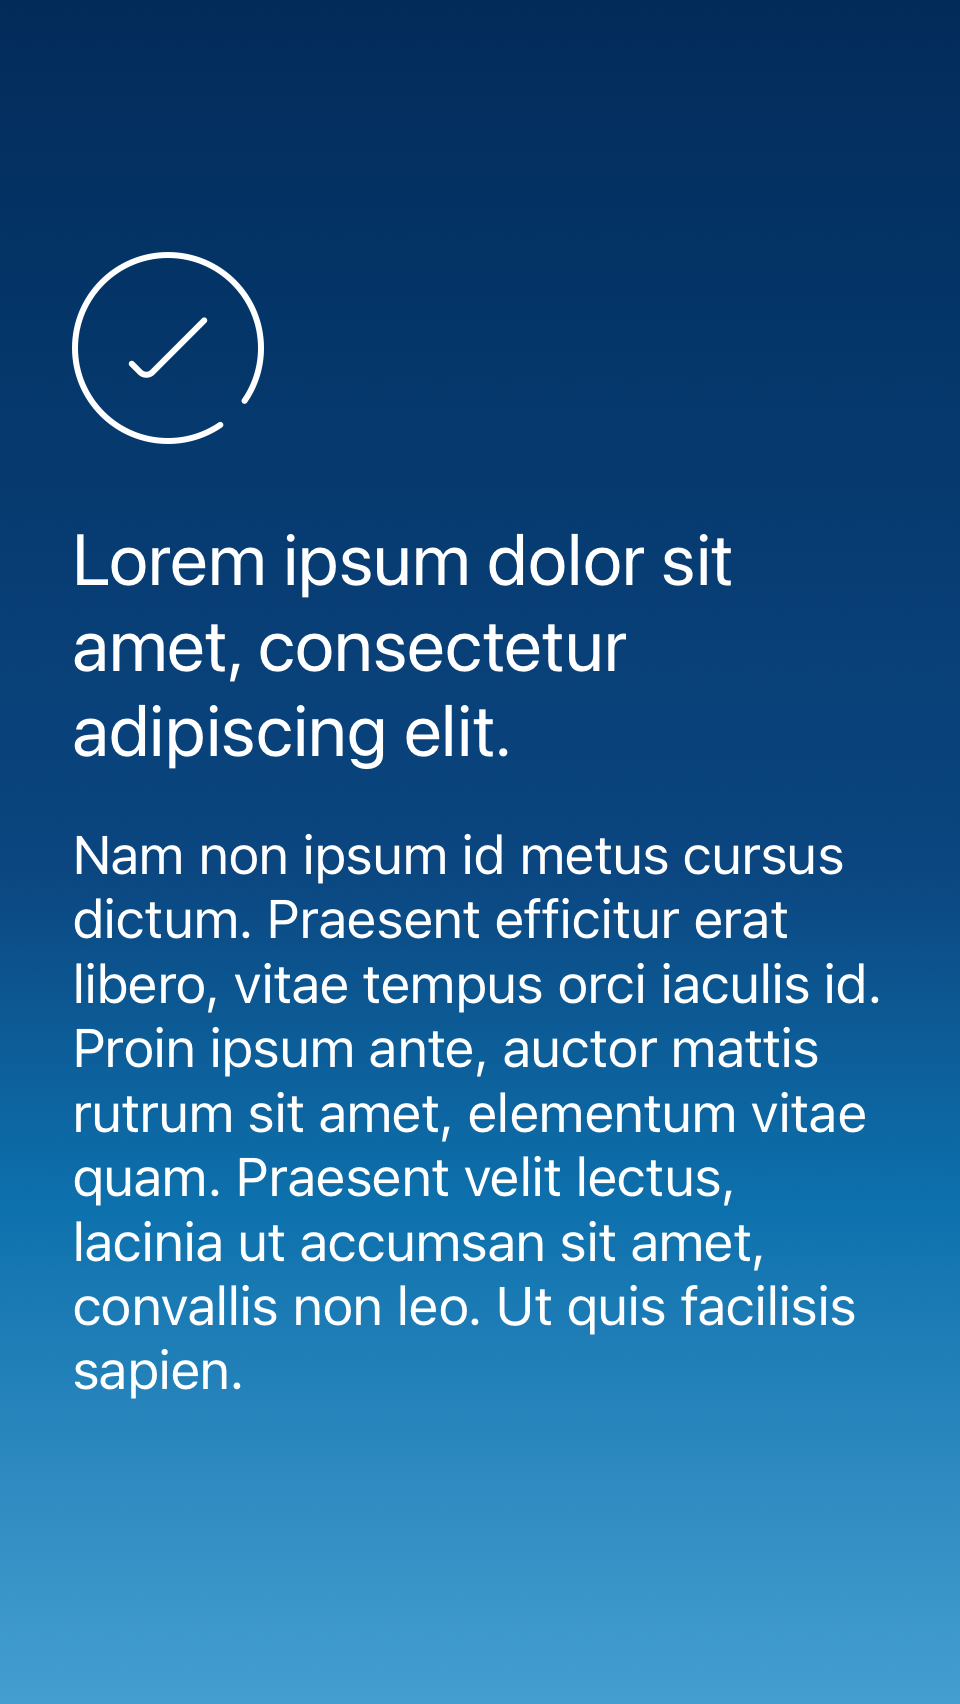 Lorem ipsum dolor sit
amet, consectetur
adipiscing elit.
Nam non ipsum id metus cursus
dictum. Praesent efficitur erat
libero, vitae tempus orci iaculis id.
Proin ipsum ante, auctor mattis
rutrum sit amet, elementum vitae
quam. Praesent velit lectus,
lacinia ut accumsan sit amet,
convallis non leo. Ut quis facilisis
sapien.